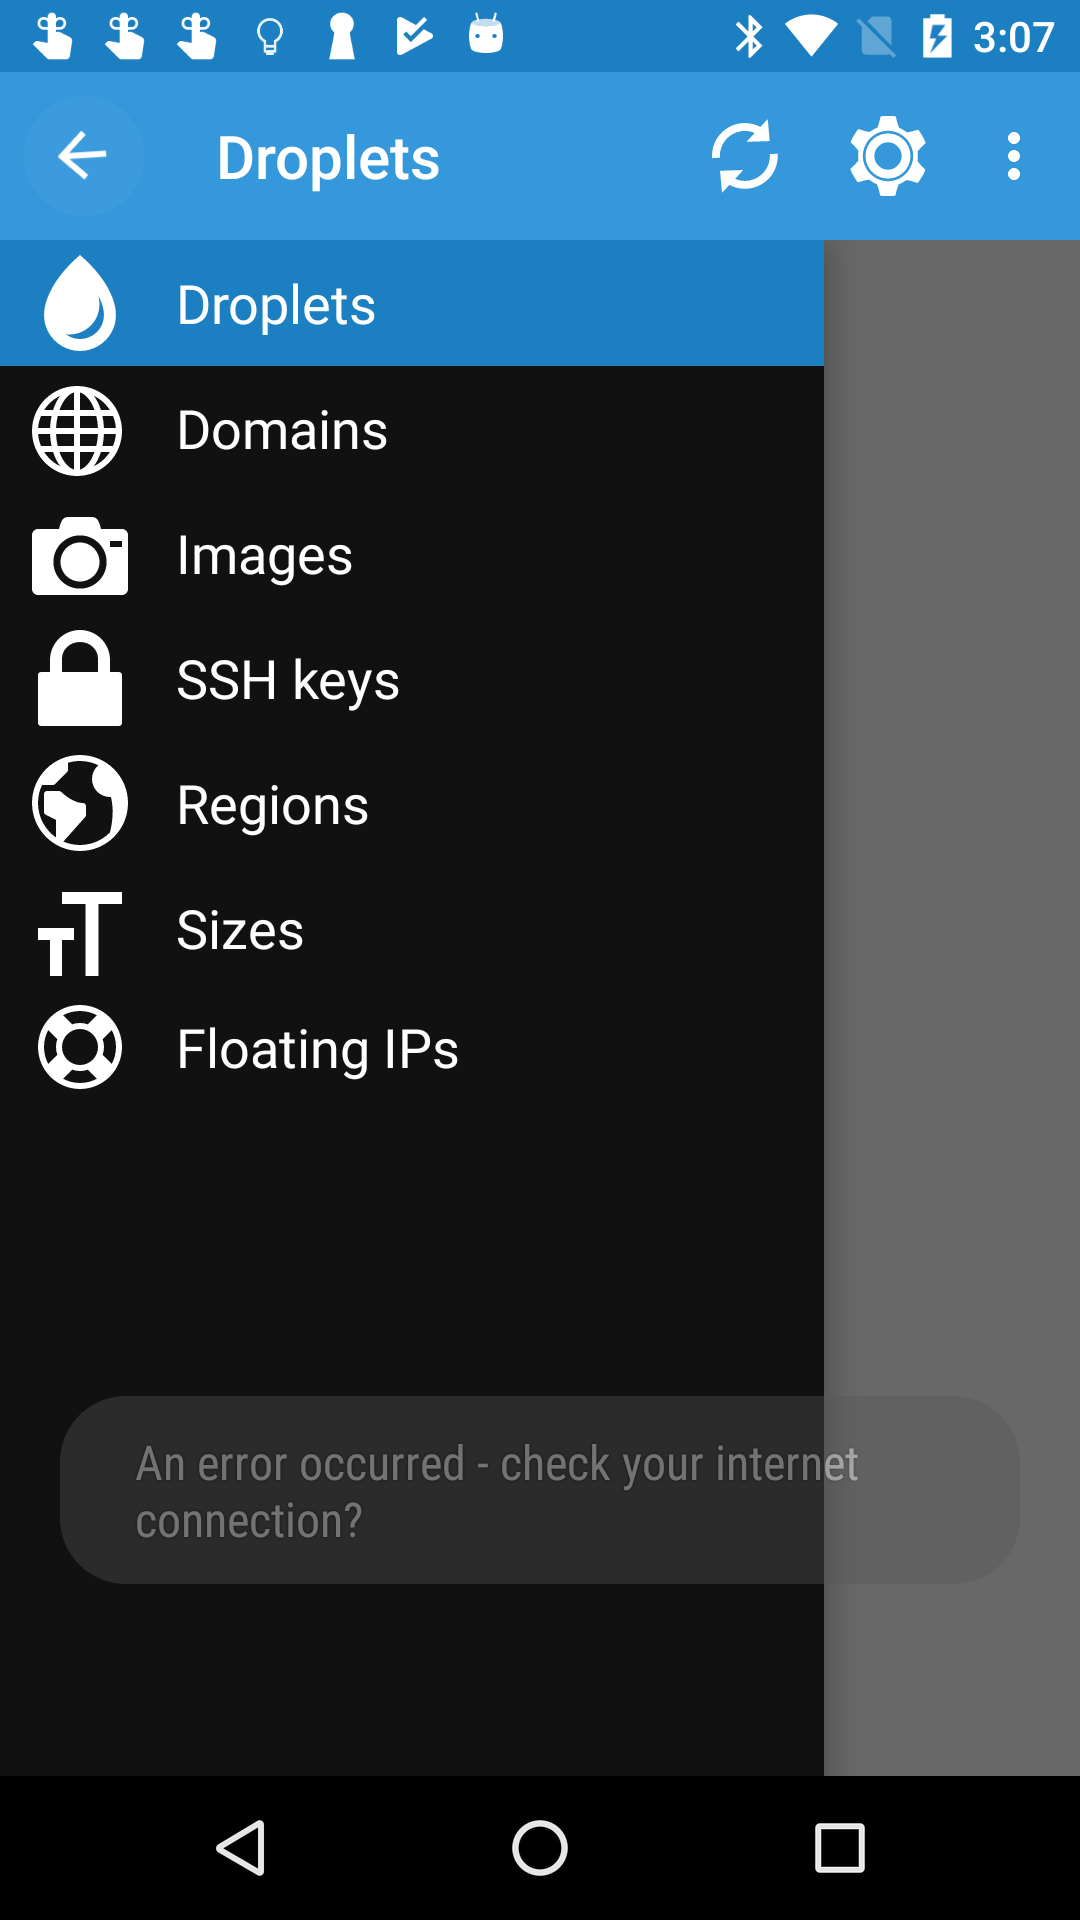 3:07
Droplets
Droplets
Domains
Images
SSH keys
Regions
Sizes
Floating IPs
An error occurred - check your internet
connection?